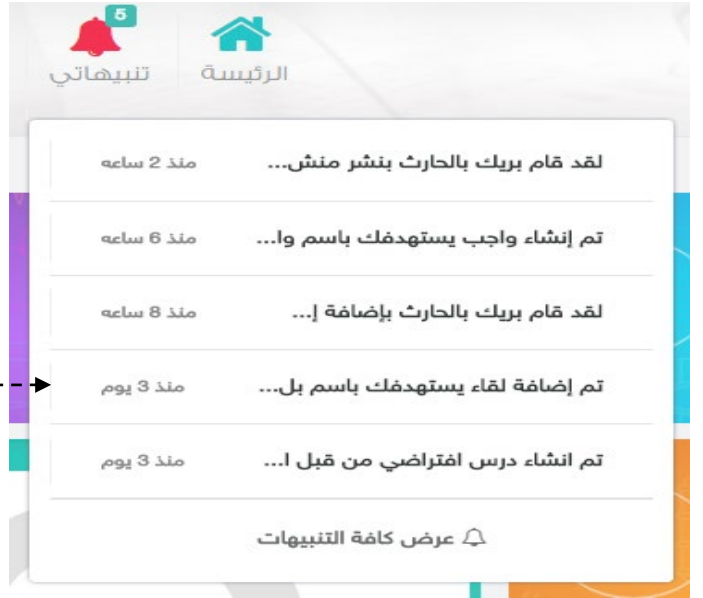 5
الرئيسة تنبيهاتي
لقد قام بريك بالحارث بنشر منش... منذ 2 ساعه
تم إنشاء واجب يستهدفك باسم وا... منذ 6 ساعه
لقد قام بريك بالحارث بإضافة إ... منذ 8 ساعه
تم إضافة لقاء يستهدفك باسم بل... منذ 3 يوم
تم انشاء درس افتراضي من قبل ا... منذ 3 يوم
عرض كافة التنبيهات